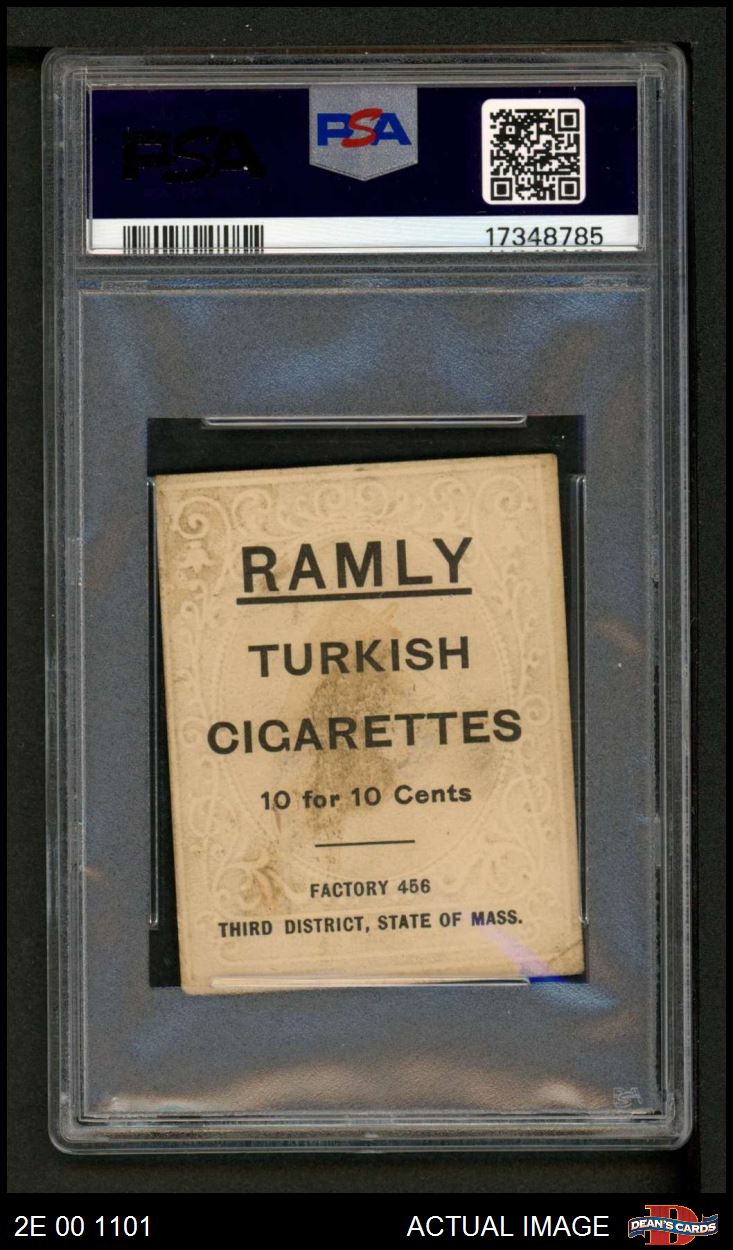 PSA
PSA
17348785
RAMLY
TURKISH
CIGARETTES
10 for 10 Cents
FACTORY 456
THIRD DISTRICT, STATE OF MASS.
PSA
2E 00 1101
ACTUAL IMAGE
DEAN'S CARDS